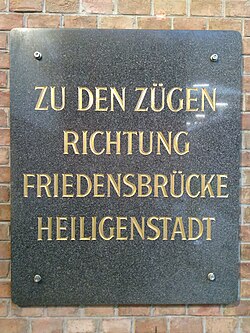 ZU DEN ZÜGEN
RICHTUNG
FRIEDENSBRÜCKE
HEILIGENSTADT